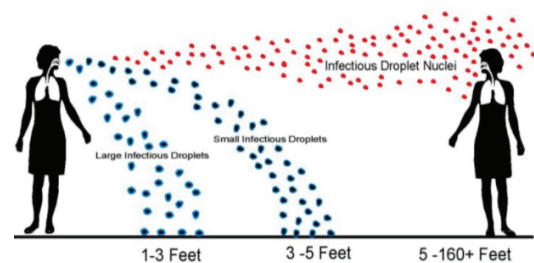 Infectious Droplet Nuclei
Small Infectious Droplets
Large Infectious Droplets
1-3 Feet
3 -5 Feet
5 -160+ Feet